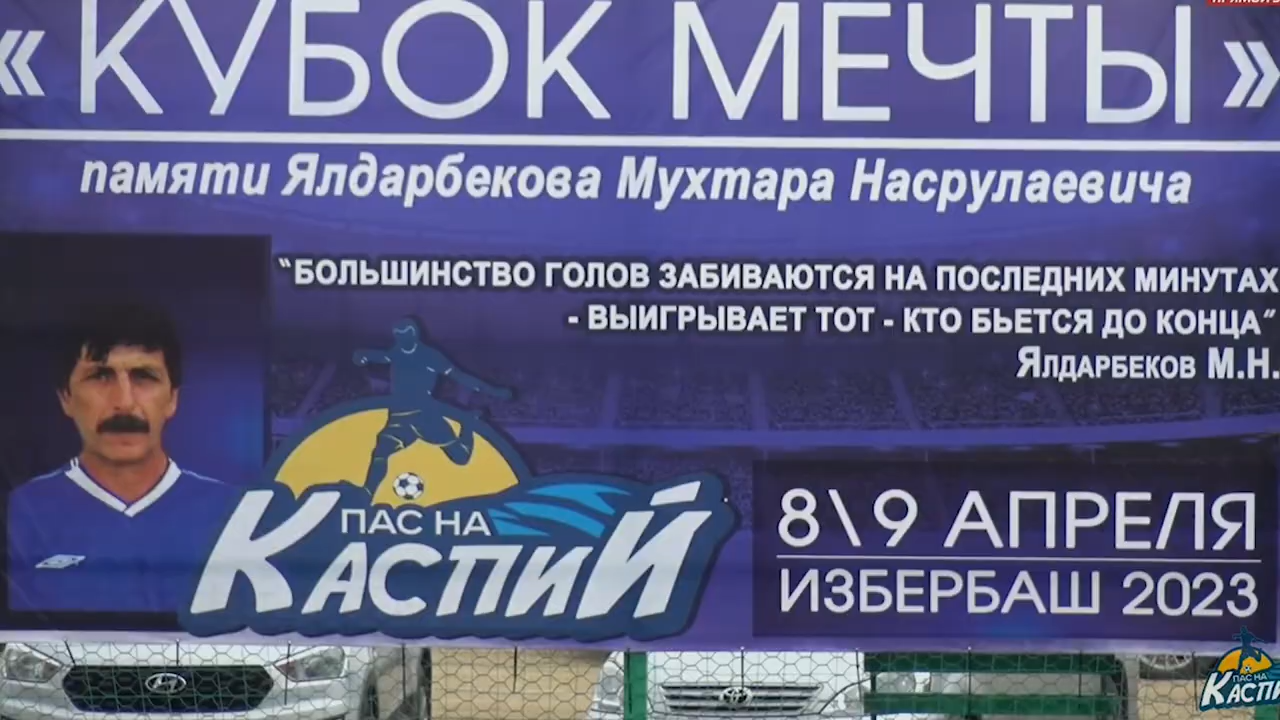 «КУБОК МЕЧТЫ»
памяти Ялдарбекова Мухтара Насрулаевича
“БОЛЬШИНСТВО ГОЛОВ ЗАБИВАЮТСЯ НА ПОСЛЕДНИХ МИНУТАХ
- ВЫИГРЫВАЕТ ТОТ - КТО БЬЕТСЯ ДО КОНЦА”
ЯЛДАРБЕКОВ М.Н.
ПАС НА
КАСПИЙ
8\9 АПРЕЛЯ
ИЗБЕРБАШ 2023
ПАС НА